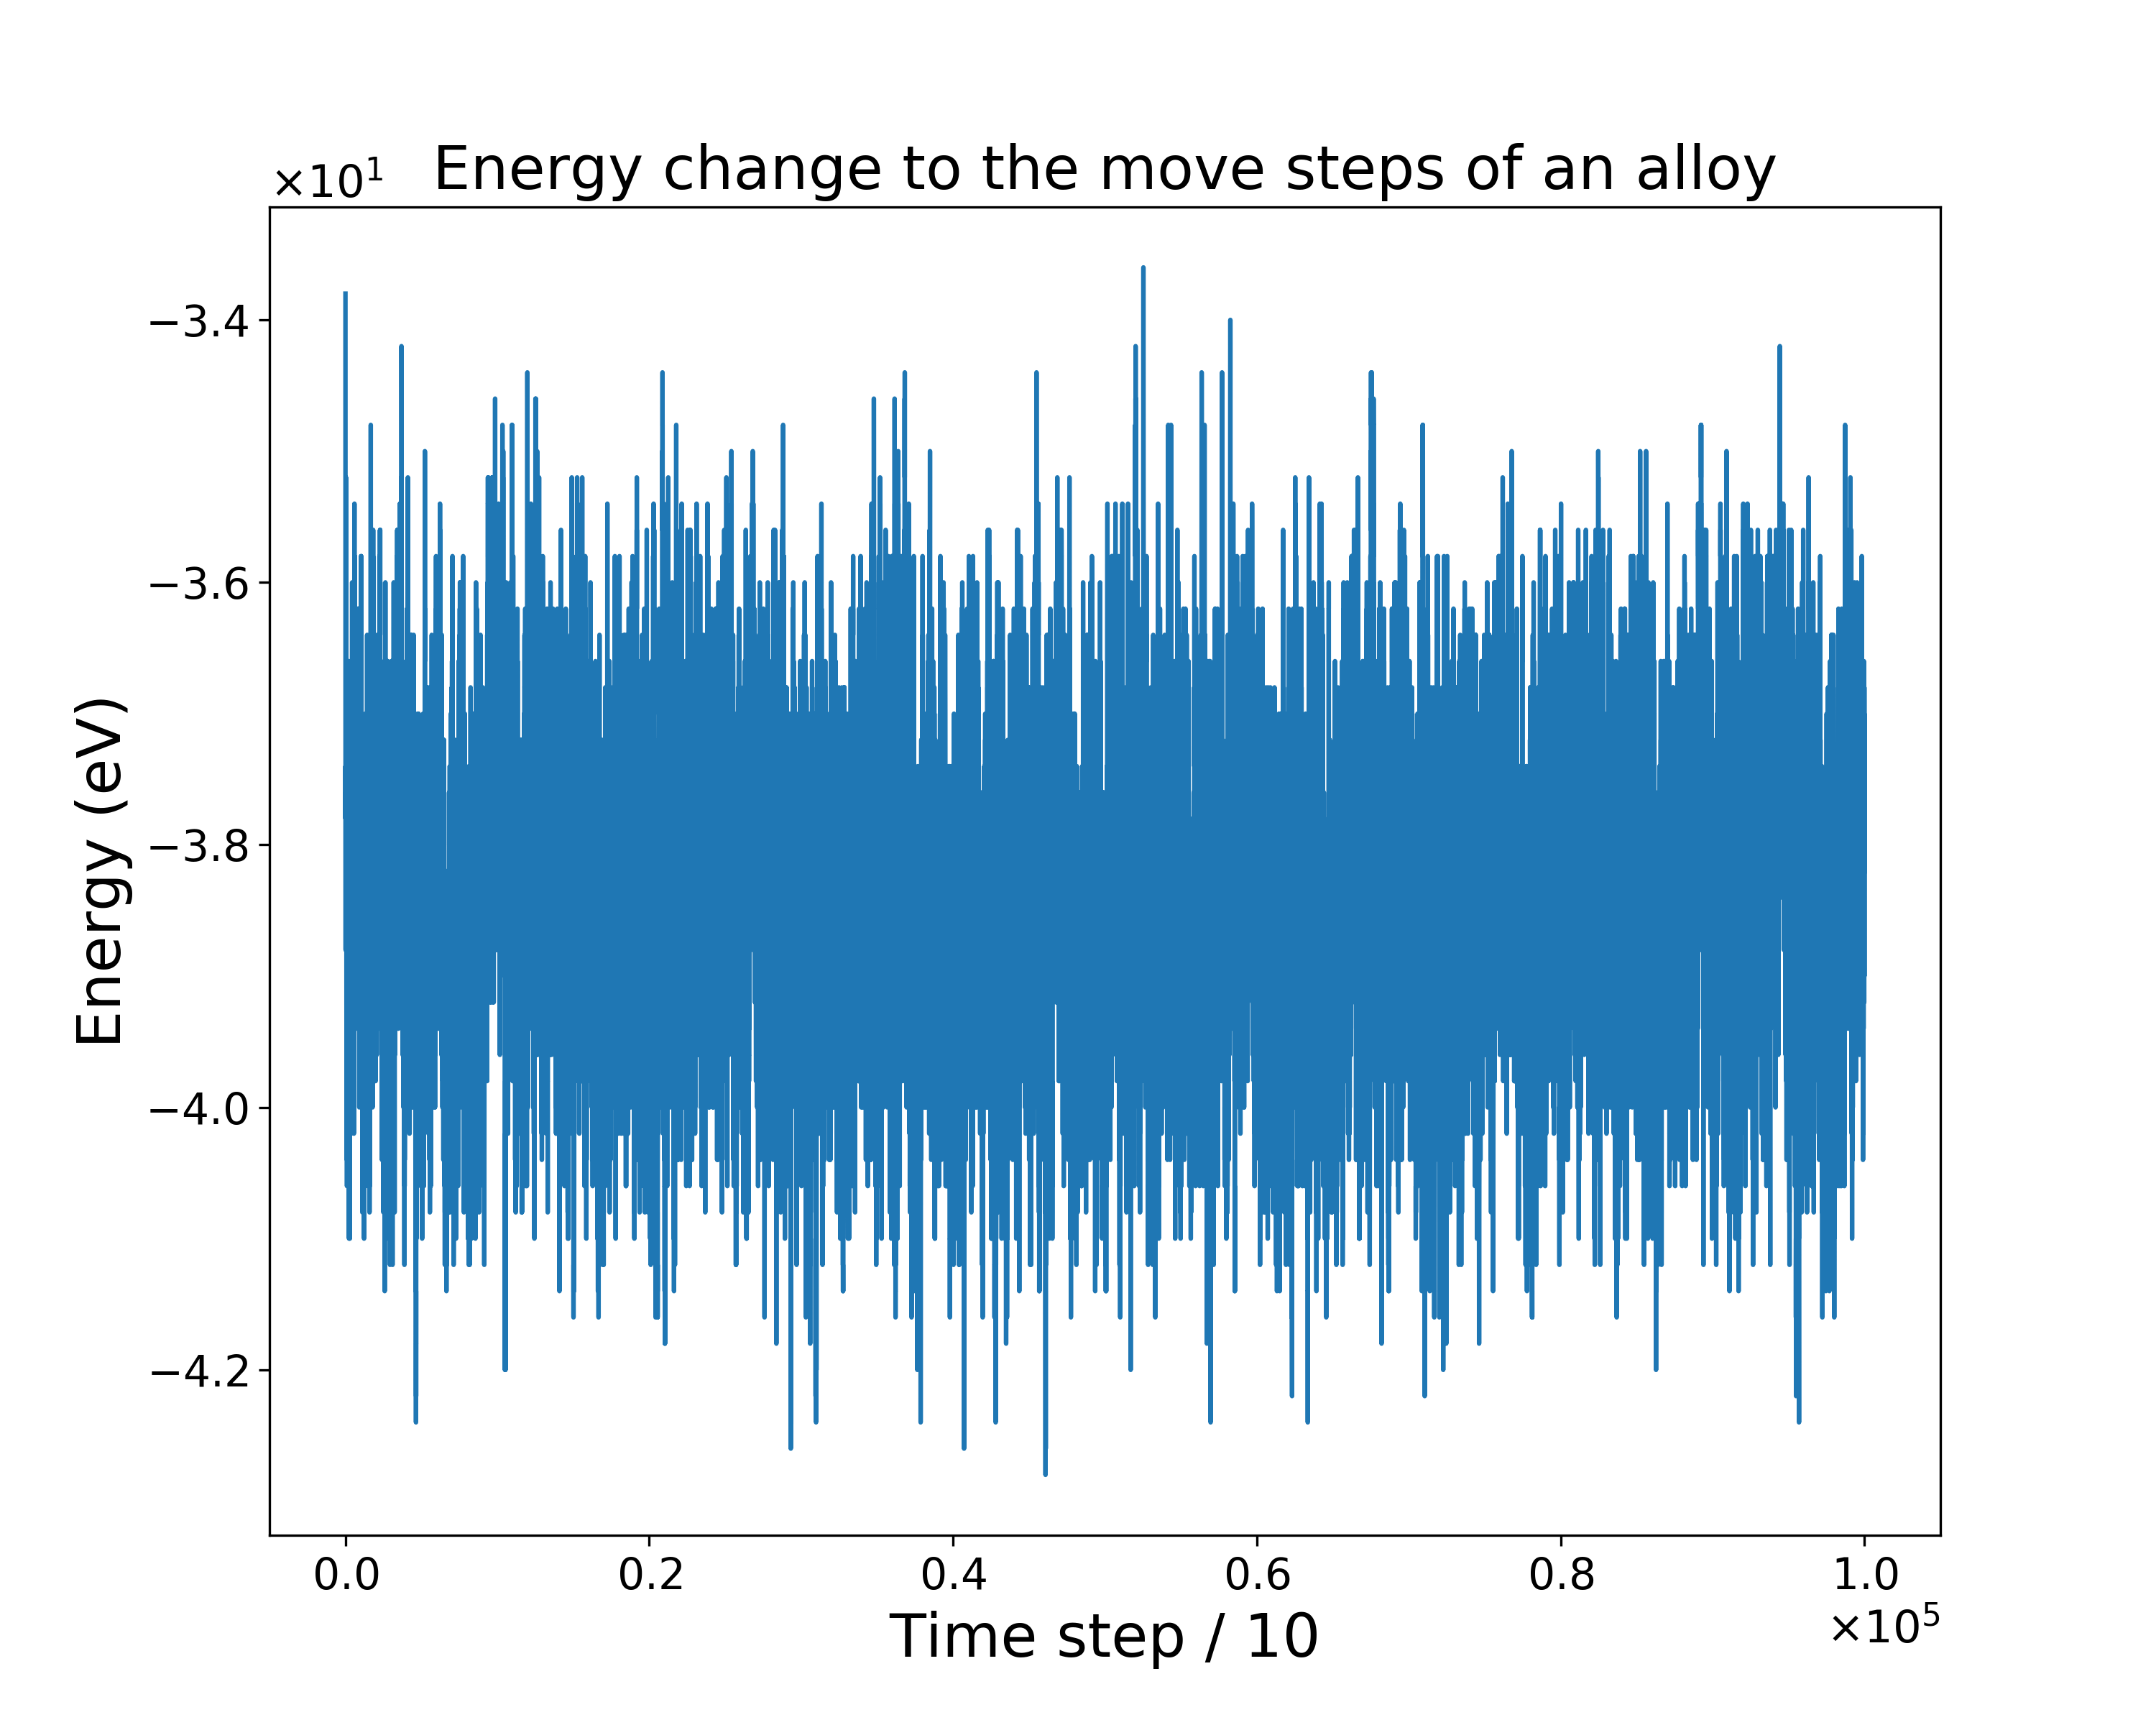 ×10¹ Energy change to the move steps of an alloy
−3.4
−3.6
−3.8
−4.0
−4.2
Energy (eV)
0.0 0.2 0.4 0.6 0.8 1.0
Time step / 10
×10⁵